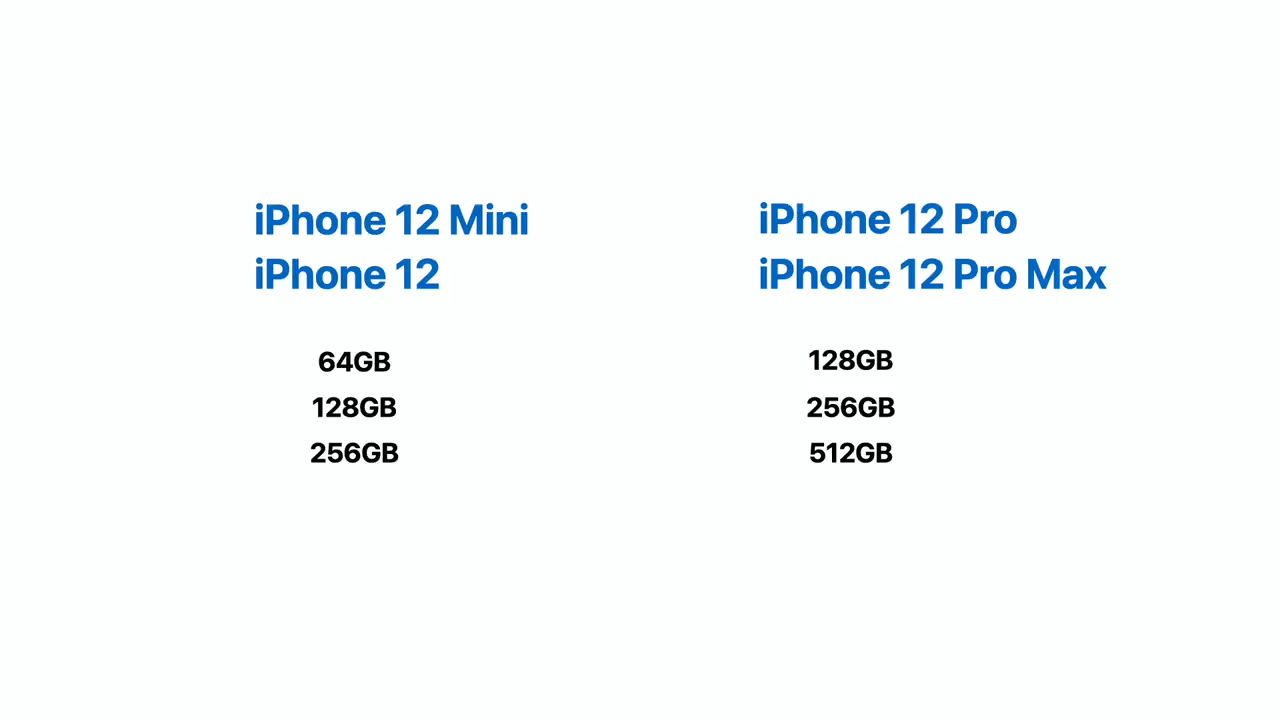 iPhone 12 Mini
iPhone 12
64GB
128GB
256GB
iPhone 12 Pro
iPhone 12 Pro Max
128GB
256GB
512GB